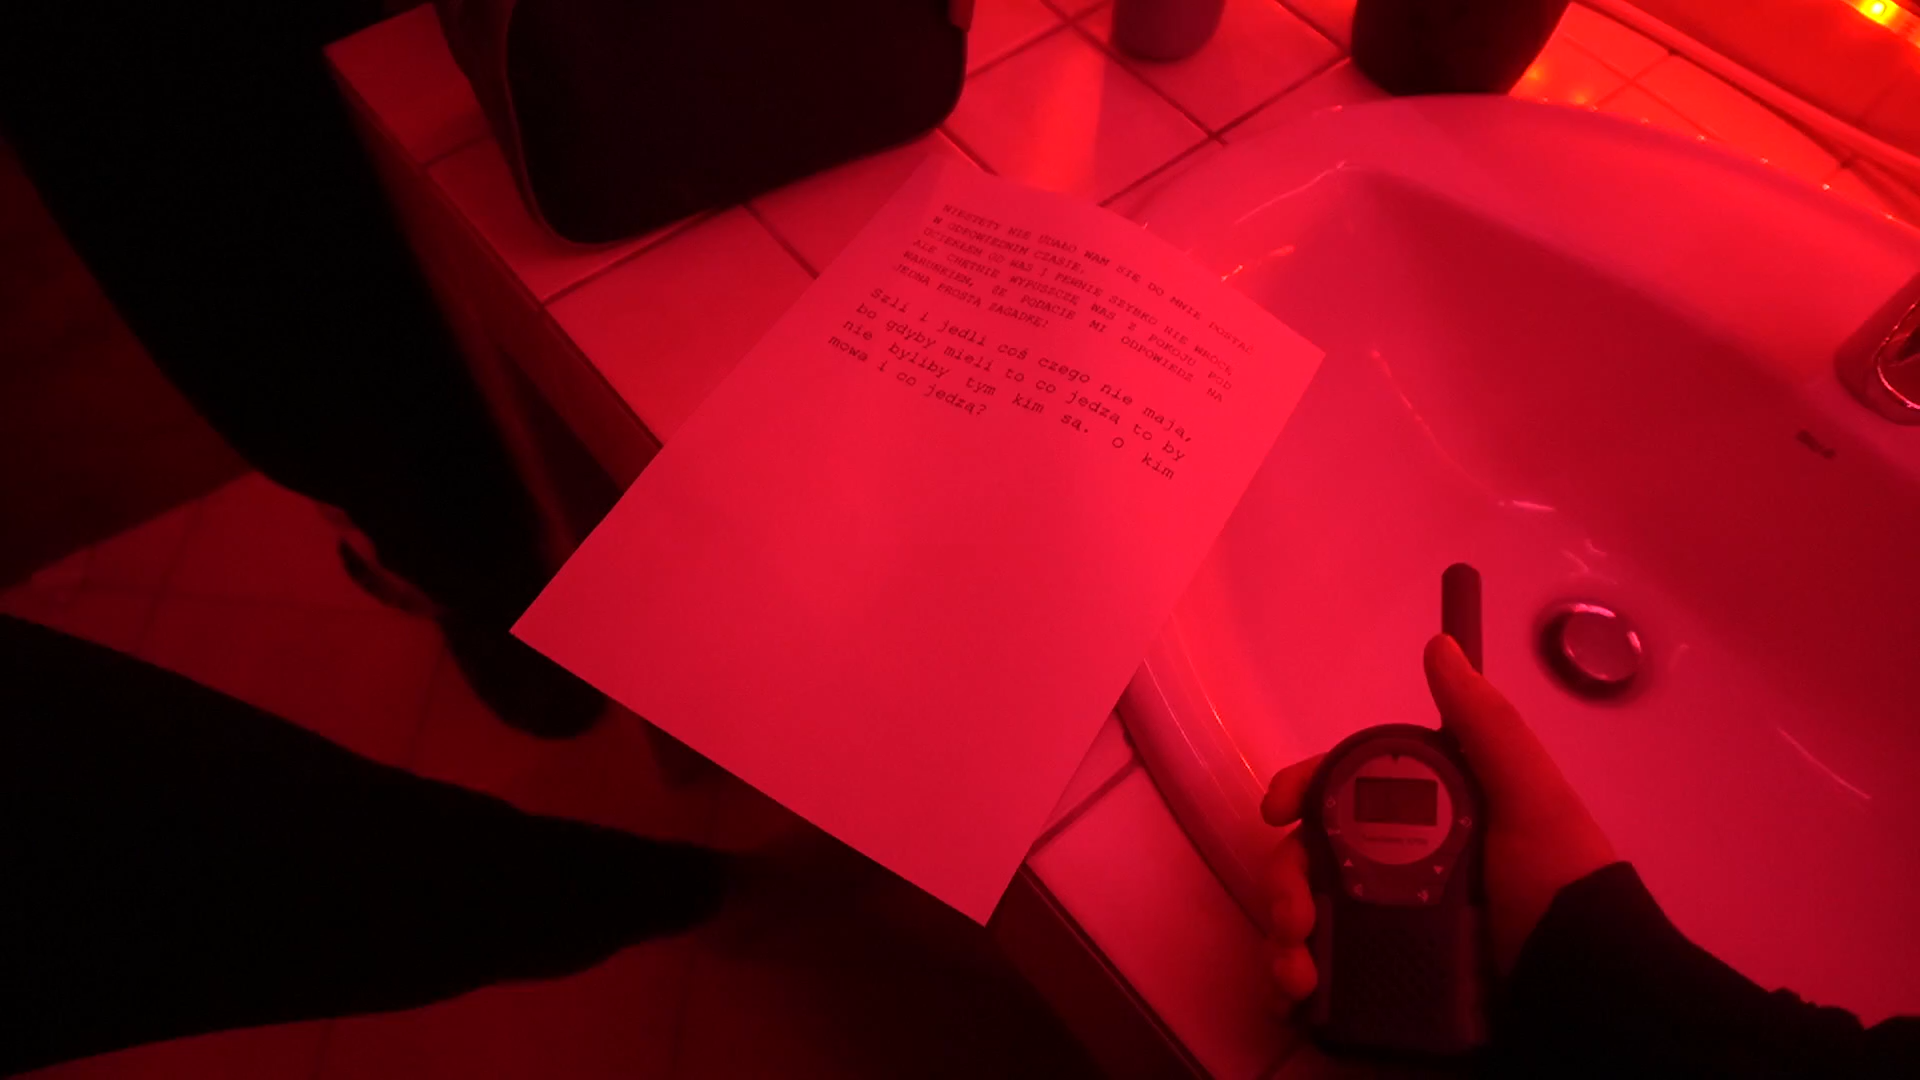 NIESTETY NIE UDAŁO WAM SIĘ DO MNIE DOSTAĆ
W ODPOWIEDNIM CZASIE.
UCIEKŁEM OD WAS I PEWNIE SZYBKO NIE WRÓCĘ
ALE CHĘTNIE WYPUSZCZĘ WAS Z POKOJU POD
WARUNKIEM, ŻE PODACIE MI ODPOWIEDŹ NA
JEDNĄ PROSTĄ ZAGADKĘ!
Szli i jedli coś czego nie mają,
bo gdyby mieli to co jedzą to by
nie byliby tym kim są. O kim
mowa i co jedzą?